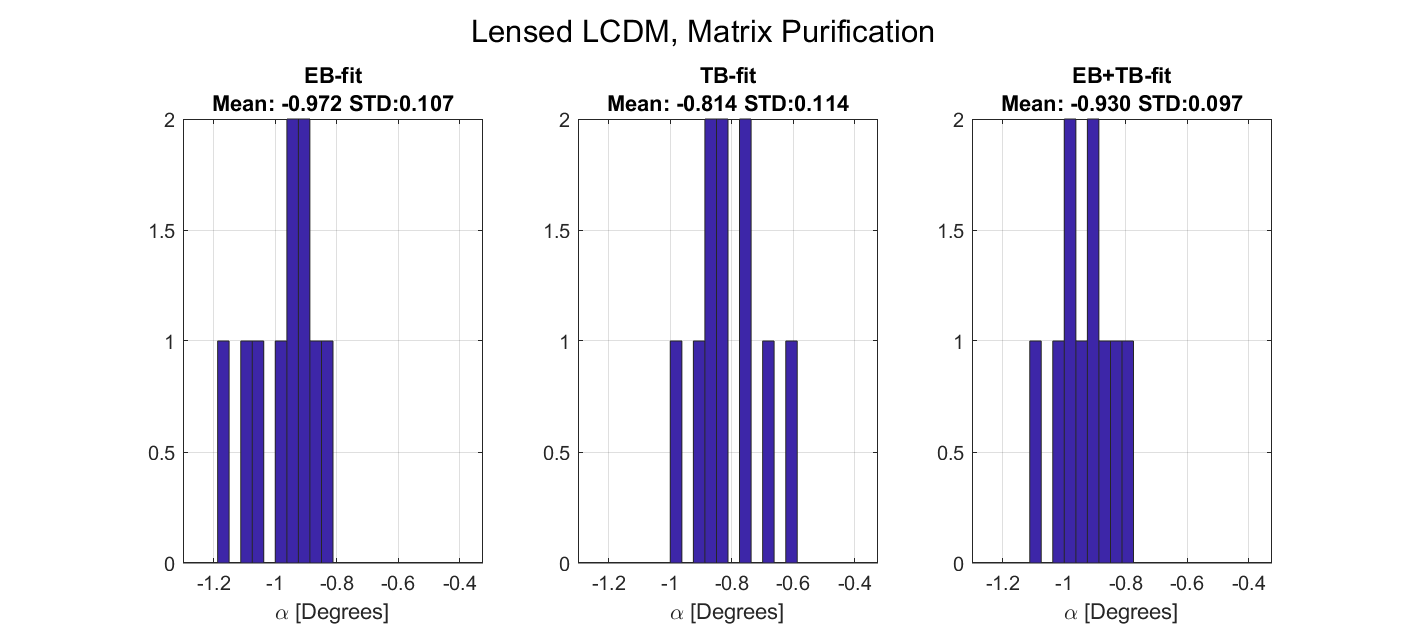 Lensed LCDM, Matrix Purification
EB-fit
Mean: -0.972 STD:0.107
2
1.5
1
0.5
0
-1.2 -1 -0.8 -0.6 -0.4
α [Degrees]
TB-fit
Mean: -0.814 STD:0.114
2
1.5
1
0.5
0
-1.2 -1 -0.8 -0.6 -0.4
α [Degrees]
EB+TB-fit
Mean: -0.930 STD:0.097
2
1.5
1
0.5
0
-1.2 -1 -0.8 -0.6 -0.4
α [Degrees]